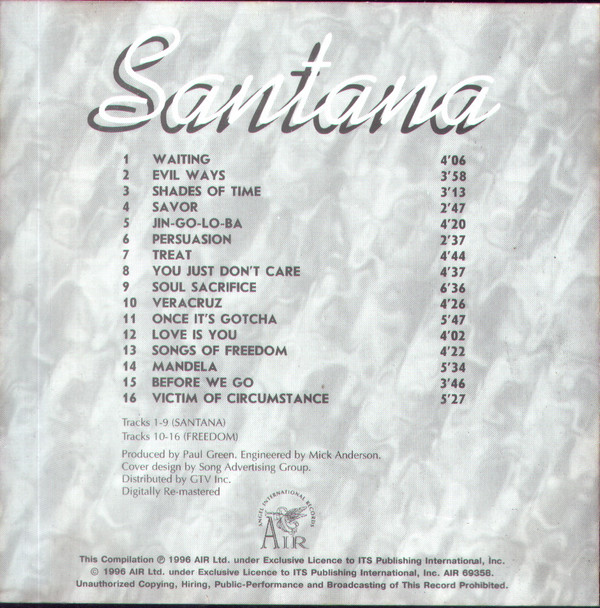 Santana
1 WAITING 4'06
2 EVIL WAYS 3'58
3 SHADES OF TIME 3'13
4 SAVOR 2'47
5 JIN-GO-LO-BA 4'20
6 PERSUASION 2'37
7 TREAT 4'44
8 YOU JUST DON'T CARE 4'37
9 SOUL SACRIFICE 6'36
10 VERACRUZ 4'26
11 ONCE IT'S GOTCHA 5'47
12 LOVE IS YOU 4'02
13 SONGS OF FREEDOM 4'22
14 MANDELA 5'34
15 BEFORE WE GO 3'46
16 VICTIM OF CIRCUMSTANCE 5'27
Tracks 1-9 (SANTANA)
Tracks 10-16 (FREEDOM)
Produced by Paul Green. Engineered by Mick Anderson.
Cover design by Song Advertising Group.
Distributed by GTV Inc.
Digitally Re-mastered
ANGEL INTERNATIONAL RECORDS
AIR
This Compilation ℗ 1996 AIR Ltd. under Exclusive Licence to ITS Publishing International, Inc.
© 1996 AIR Ltd. under Exclusive Licence to ITS Publishing International, Inc. AIR 69358.
Unauthorized Copying, Hiring, Public-Performance and Broadcasting of This Record Prohibited.